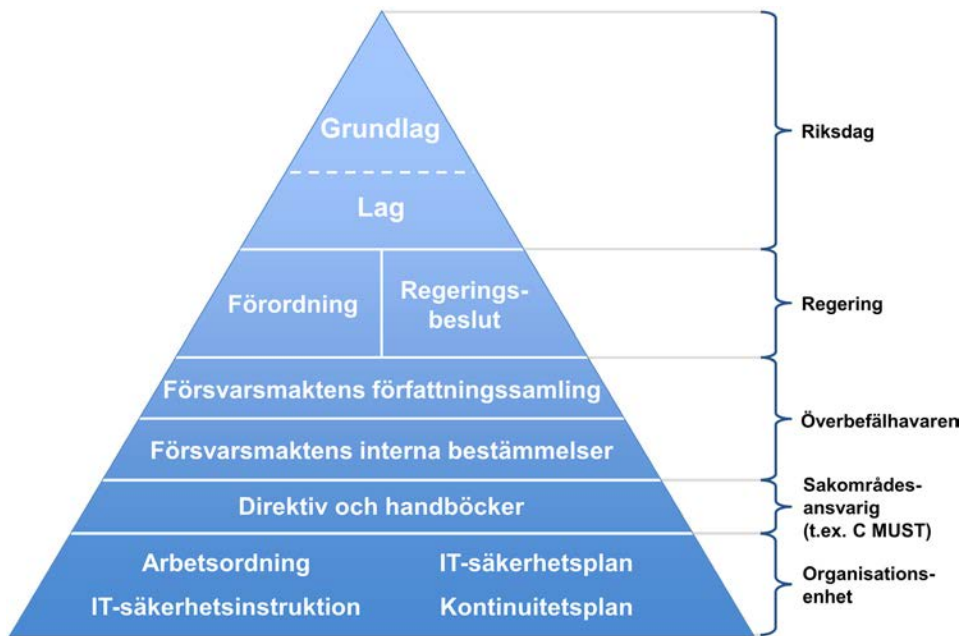 Grundlag
Riksdag
Lag
Förordning
Regerings-
beslut
Regering
Försvarsmaktens författningssamling
Försvarsmaktens interna bestämmelser
Överbefälhavaren
Direktiv och handböcker
Sakområdes-
ansvarig
(t.ex. C MUST)
Arbetsordning
IT-säkerhetsplan
IT-säkerhetsinstruktion
Kontinuitetsplan
Organisations-
enhet